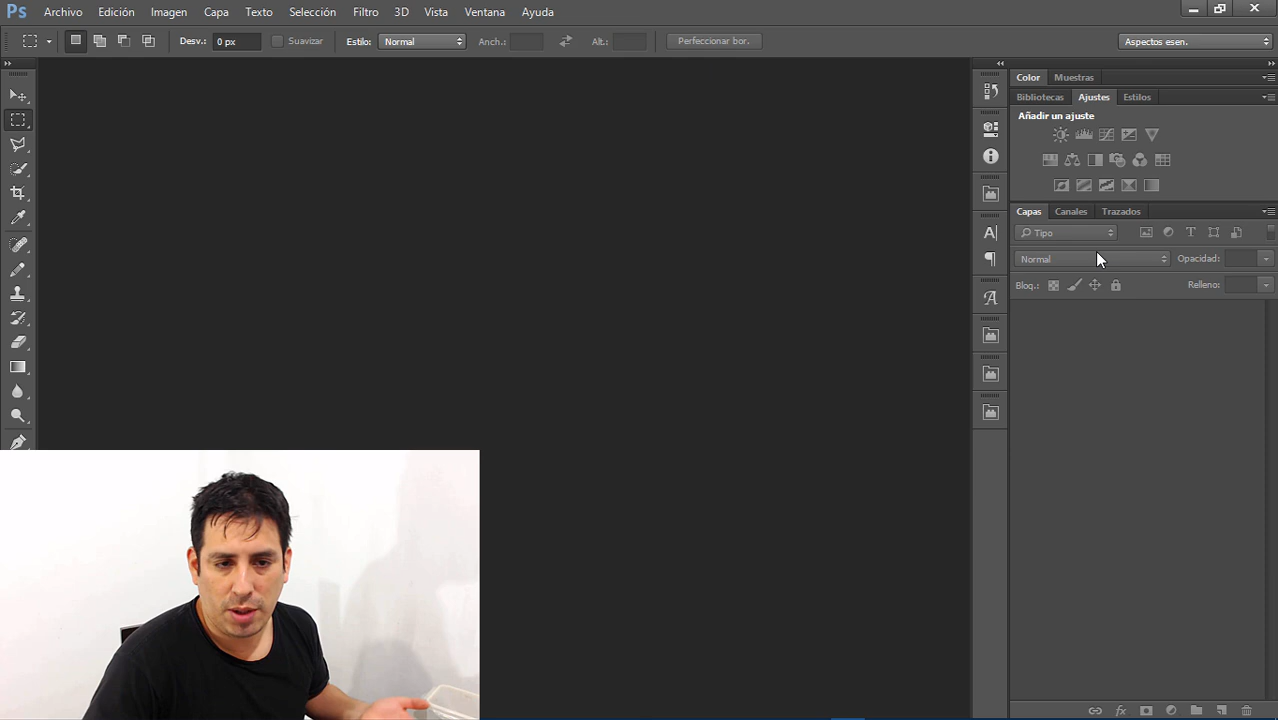 Ps Archivo Edición Imagen Capa Texto Selección Filtro 3D Vista Ventana Ayuda
Desv.: 0 px Suavizar Estilo: Normal Anch.: Alt.: Perfeccionar bor. Aspectos esen.
Color Muestras
Bibliotecas Ajustes Estilos
Añadir un ajuste
Capas Canales Trazados
Tipo
Normal Opacidad:
Bloq.: Relleno: